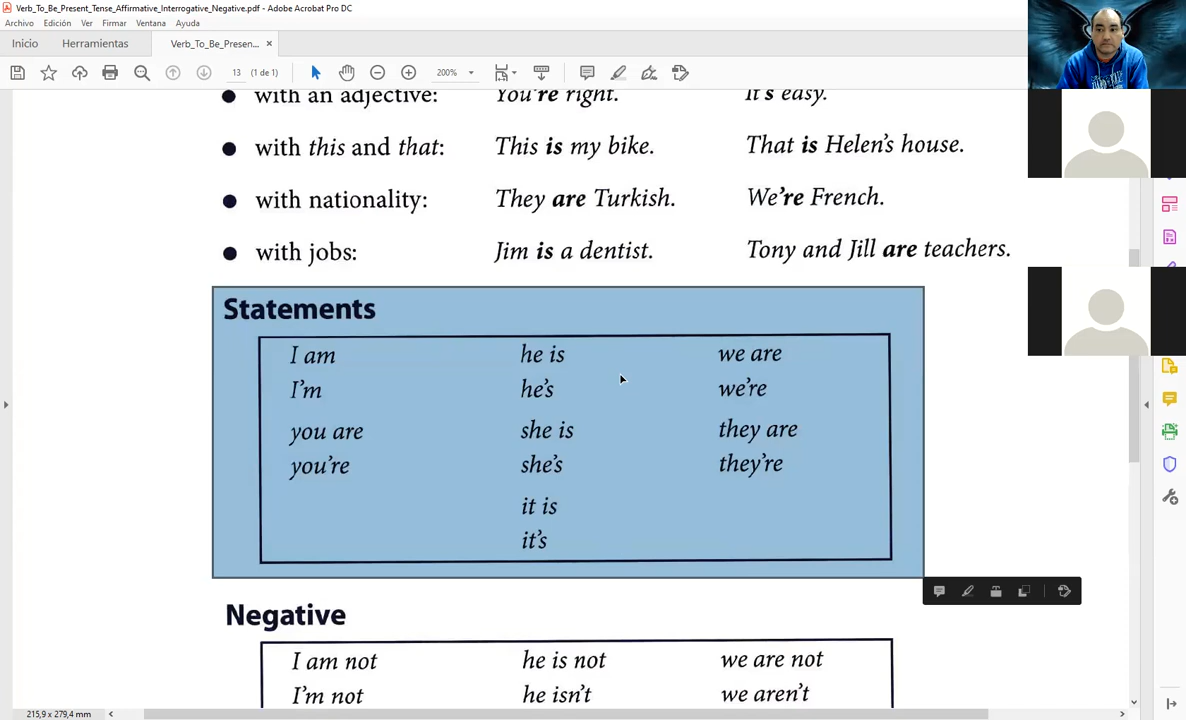 Verb_To_Be_Present_Tense_Affirmative_Interrogative_Negative.pdf - Adobe Acrobat Pro DC
Archivo Edición Ver Firmar Ventana Ayuda
Inicio Herramientas Verb_To_Be_Presen... ×
13 (1 de 1) 200%
with an adjective: You're right. It's easy.
with this and that: This is my bike. That is Helen's house.
with nationality: They are Turkish. We're French.
with jobs: Jim is a dentist. Tony and Jill are teachers.
Statements
I am he is we are
I'm he's we're
you are she is they are
you're she's they're
it is
it's
Negative
I am not he is not we are not
I'm not he isn't we aren't
215,9 x 279,4 mm